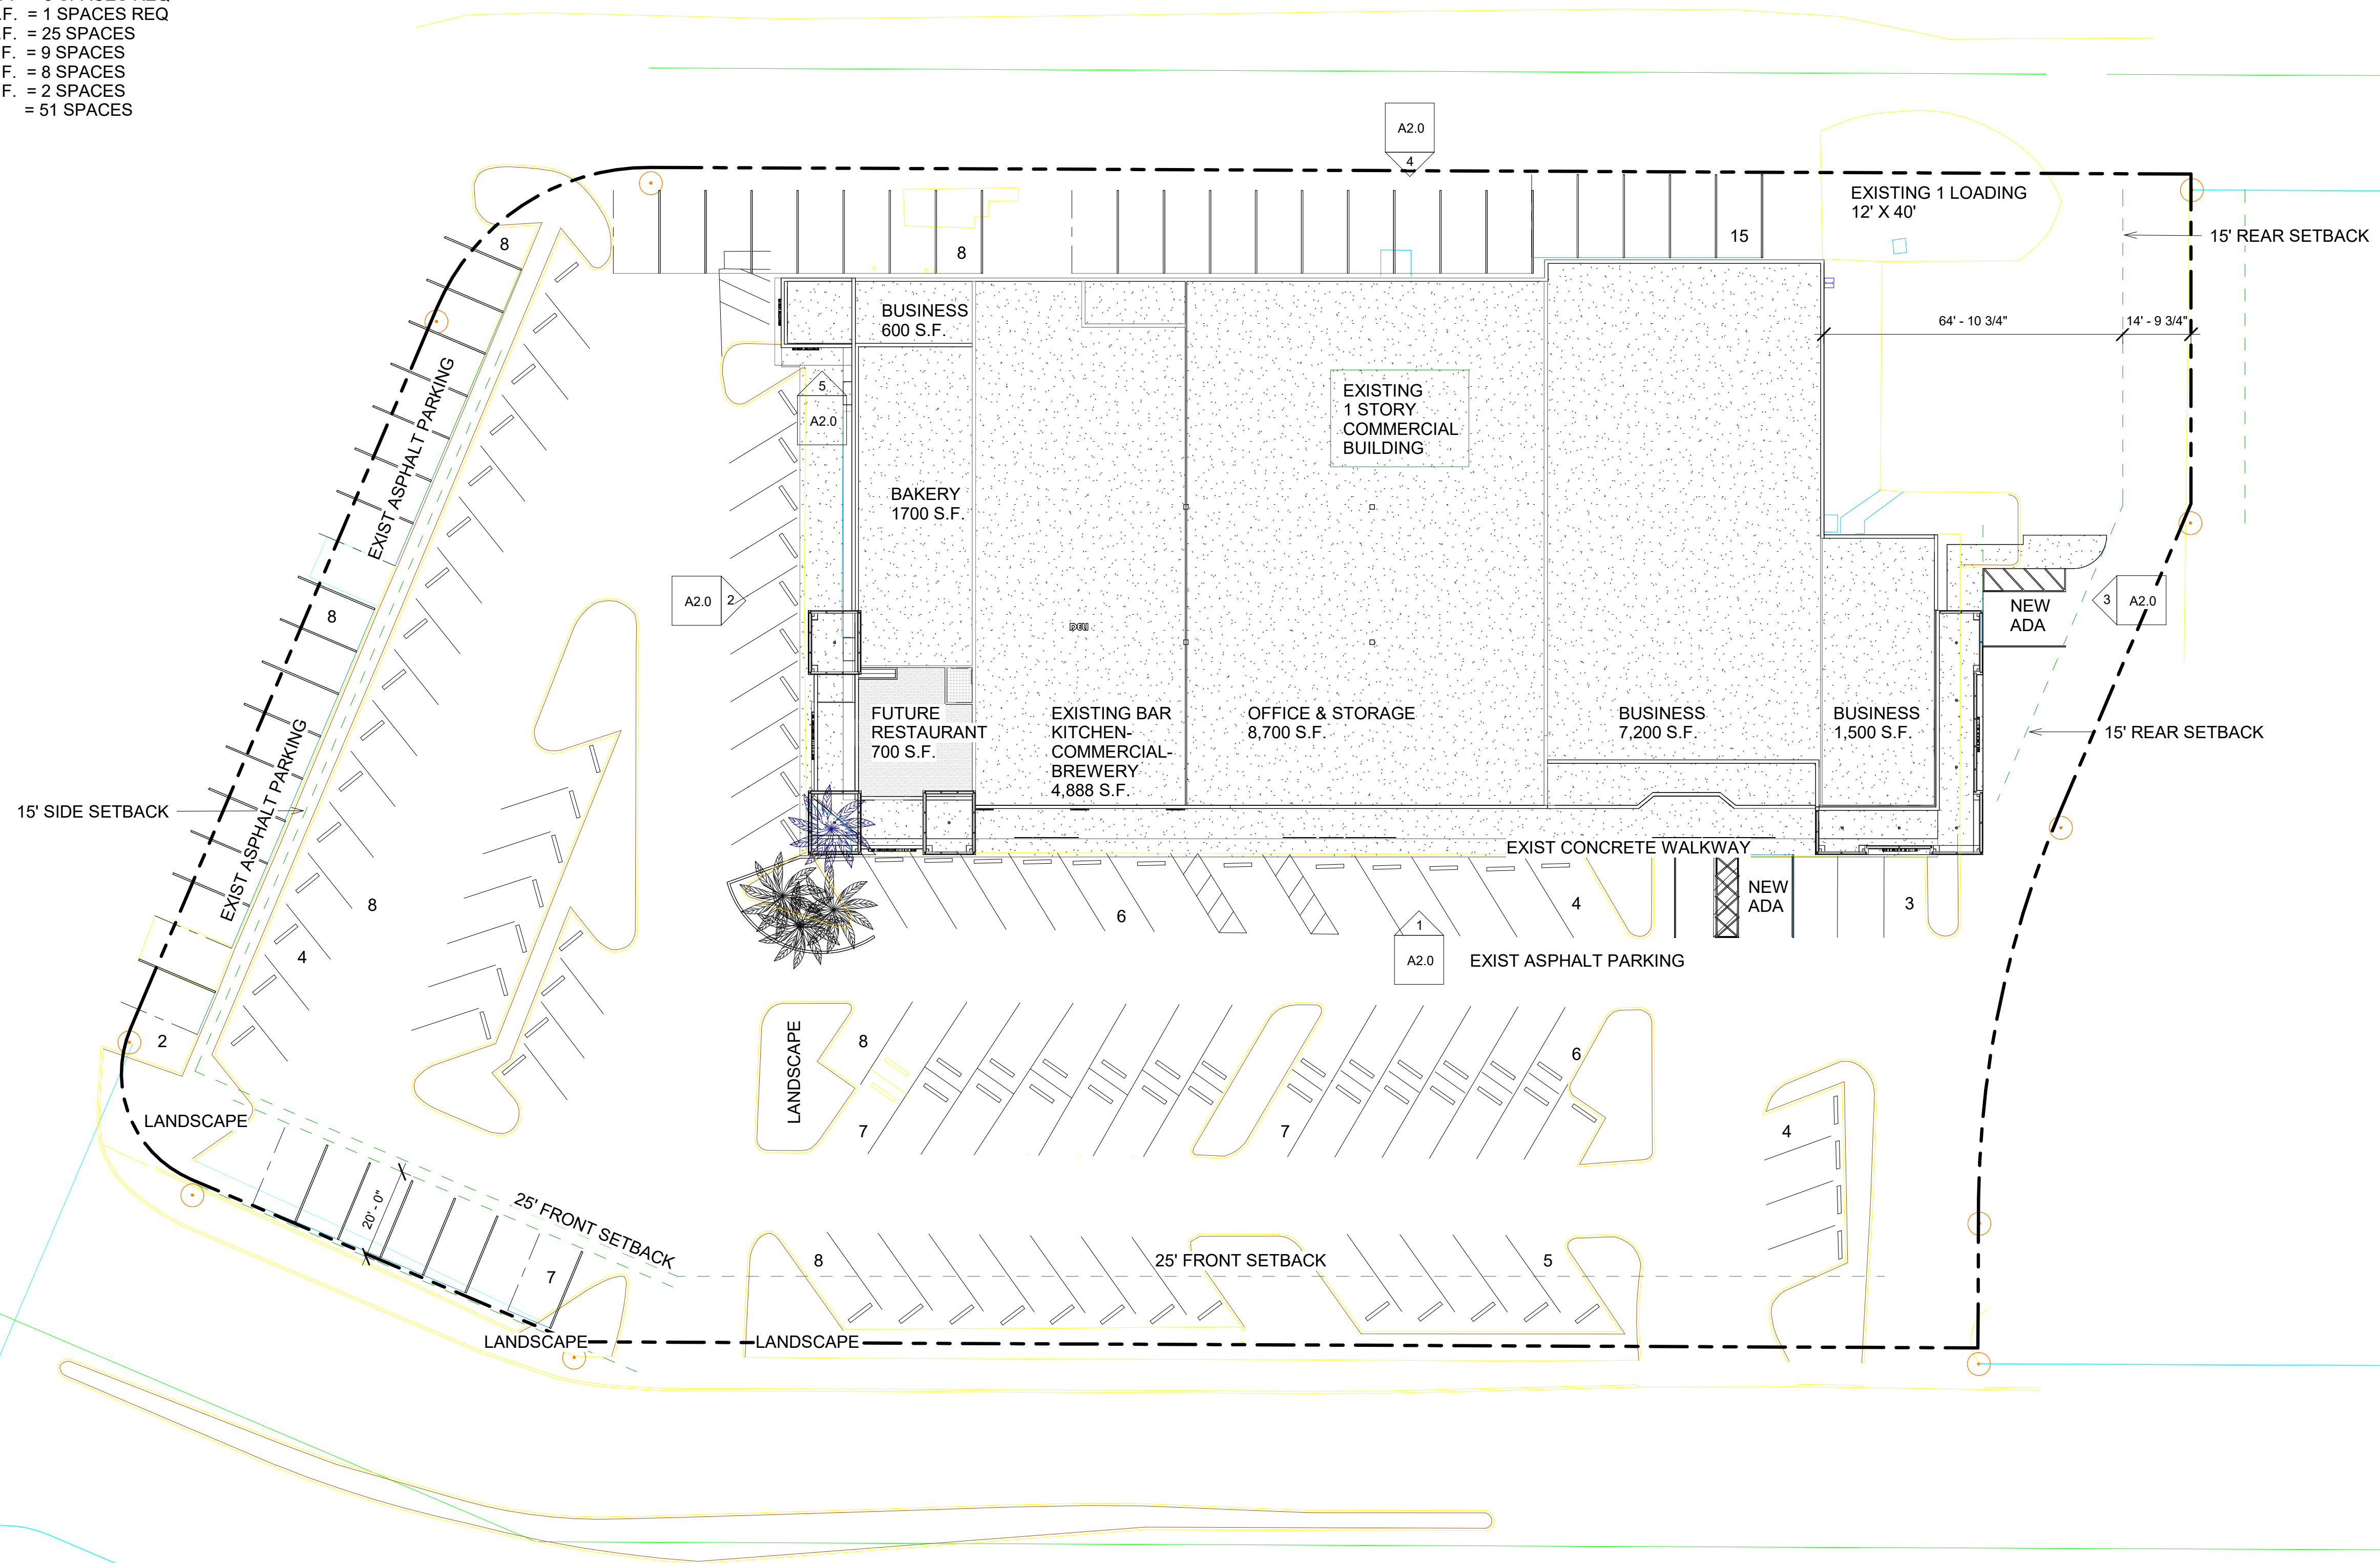 .F. = 1 SPACES REQ
.F. = 25 SPACES
F. = 9 SPACES
F. = 8 SPACES
F. = 2 SPACES
= 51 SPACES
A2.0
4
EXISTING 1 LOADING
12' X 40'
15' REAR SETBACK
8
8
15
BUSINESS
600 S.F.
64' - 10 3/4"
14' - 9 3/4"
5
A2.0
EXISTING
1 STORY
COMMERCIAL
BUILDING
EXIST ASPHALT PARKING
BAKERY
1700 S.F.
A2.0
2
8
DELI
NEW
ADA
3
A2.0
FUTURE
RESTAURANT
700 S.F.
EXISTING BAR
KITCHEN-
COMMERCIAL-
BREWERY
4,888 S.F.
OFFICE & STORAGE
8,700 S.F.
BUSINESS
7,200 S.F.
BUSINESS
1,500 S.F.
15' REAR SETBACK
15' SIDE SETBACK
EXIST ASPHALT PARKING
EXIST CONCRETE WALKWAY
8
6
4
NEW
ADA
3
1
A2.0
EXIST ASPHALT PARKING
4
2
LANDSCAPE
8
6
LANDSCAPE
7
7
4
20' - 0"
25' FRONT SETBACK
7
8
25' FRONT SETBACK
5
LANDSCAPE
LANDSCAPE